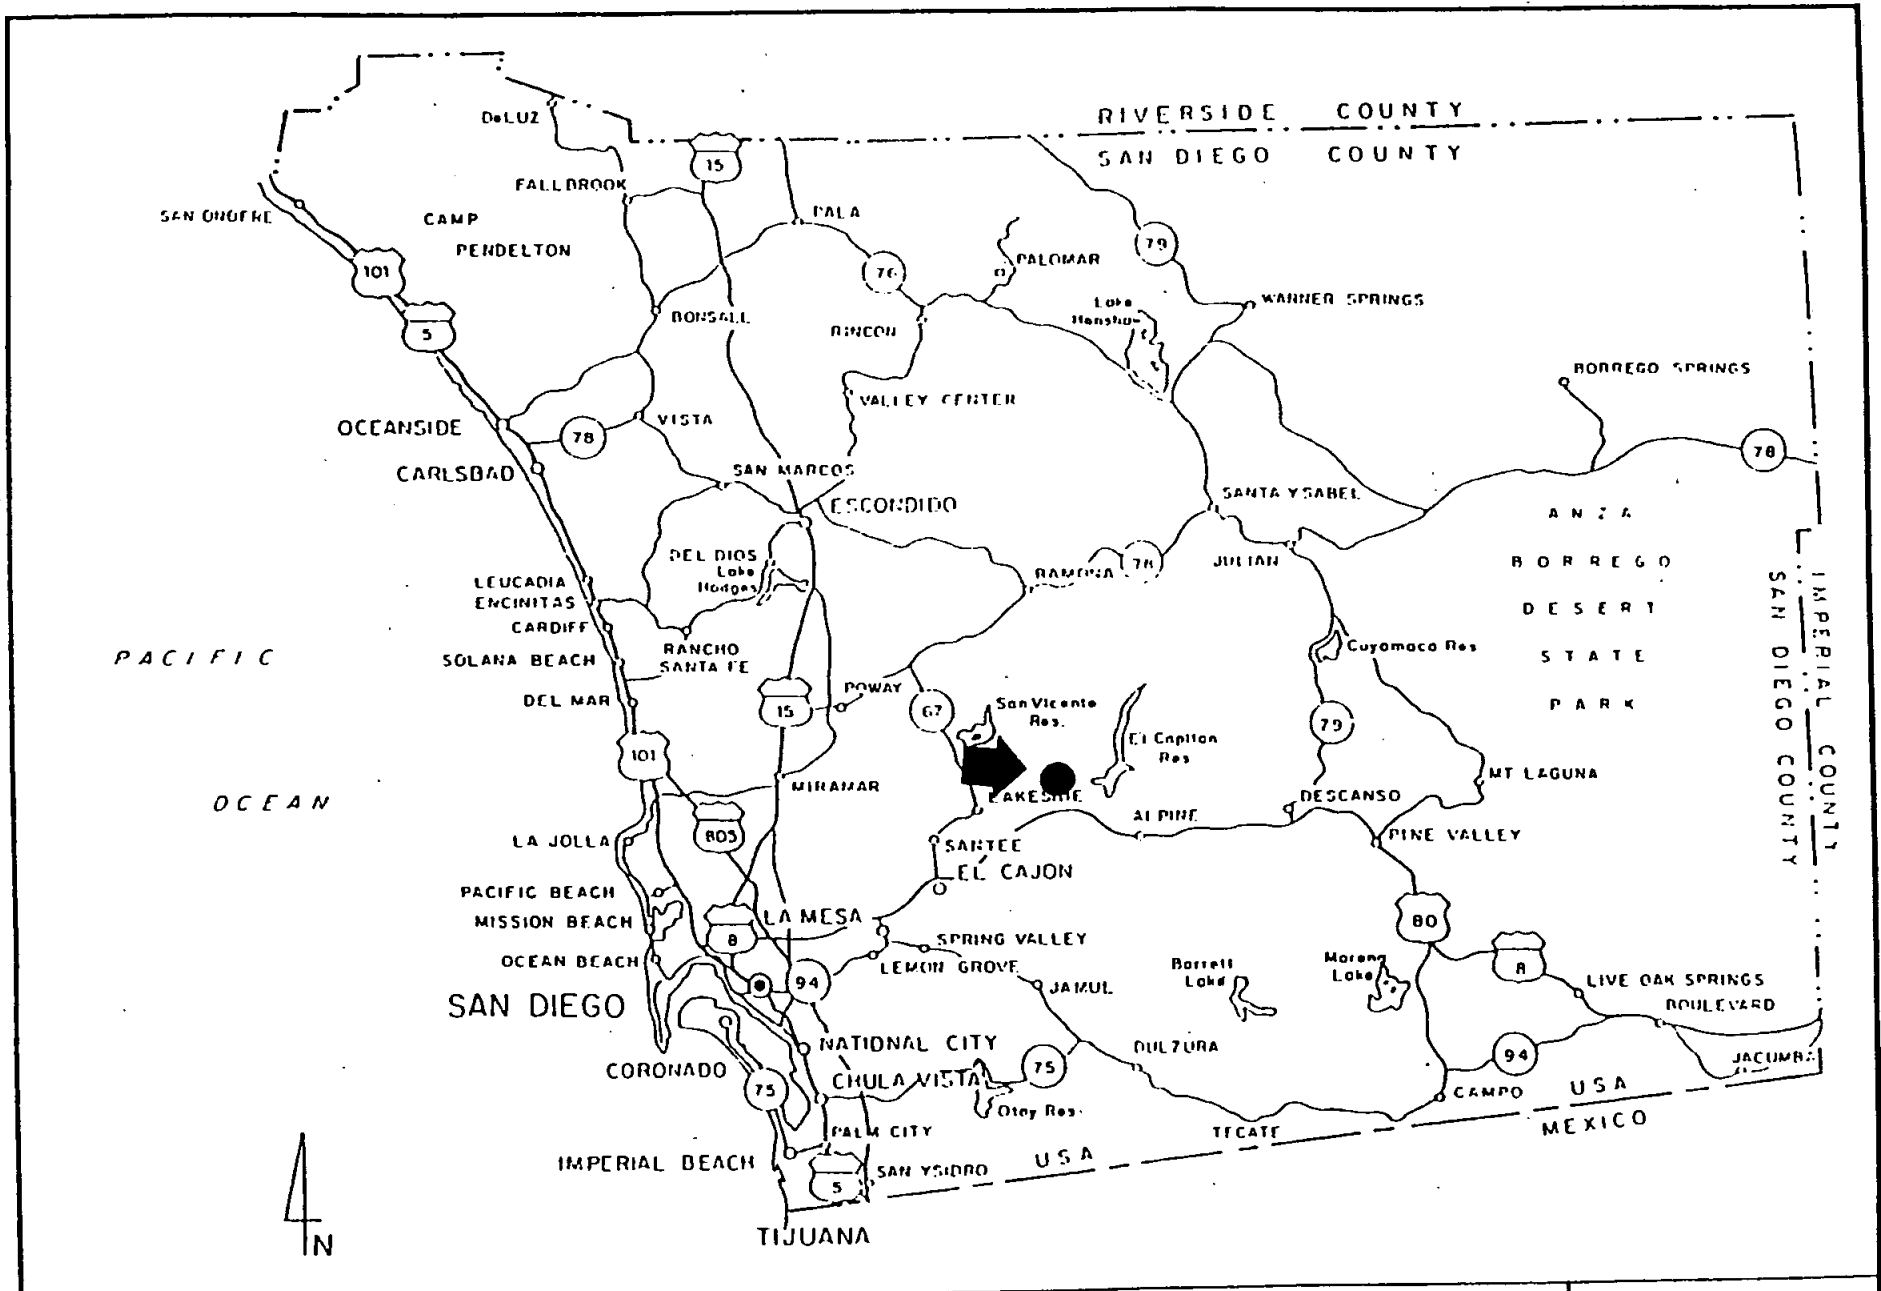 RIVERSIDE COUNTY
SAN DIEGO COUNTY
DeLUZ
15
FALLBROOK
SAN ONOFRE
CAMP
PENDELTON
PALA
79
101
76
PALOMAR
WARNER SPRINGS
5
BONSALL
RINCON
Lake
Henshaw
BORREGO SPRINGS
VALLEY CENTER
OCEANSIDE
78
VISTA
78
CARLSBAD
SAN MARCOS
ESCONDIDO
SANTA YSABEL
ANZA
BORREGO
DESERT
STATE
PARK
DEL DIOS
Lake
Hodges
RAMONA
78
JULIAN
LEUCADIA
ENCINITAS
CARDIFF
RANCHO
SANTA FE
SOLANA BEACH
DEL MAR
PACIFIC
OCEAN
Cuyamaca Res
IMPERIAL COUNTY
SAN DIEGO COUNTY
15
POWAY
67
San Vicente
Res.
El Capitan
Res
79
101
MIRAMAR
LAKESIDE
MT LAGUNA
DESCANSO
ALPINE
805
LA JOLLA
SANTEE
PINE VALLEY
EL CAJON
PACIFIC BEACH
MISSION BEACH
LA MESA
8
80
OCEAN BEACH
SPRING VALLEY
LEMON GROVE
94
JAMUL
Barrett
Lake
Morena
Lake
8
LIVE OAK SPRINGS
BOULEVARD
SAN DIEGO
NATIONAL CITY
DULZURA
94
JACUMBA
CORONADO
75
CHULA VISTA
75
Otay Res.
CAMPO
USA
MEXICO
PALM CITY
TECATE
IMPERIAL BEACH
5
SAN YSIDRO
USA
TIJUANA
N